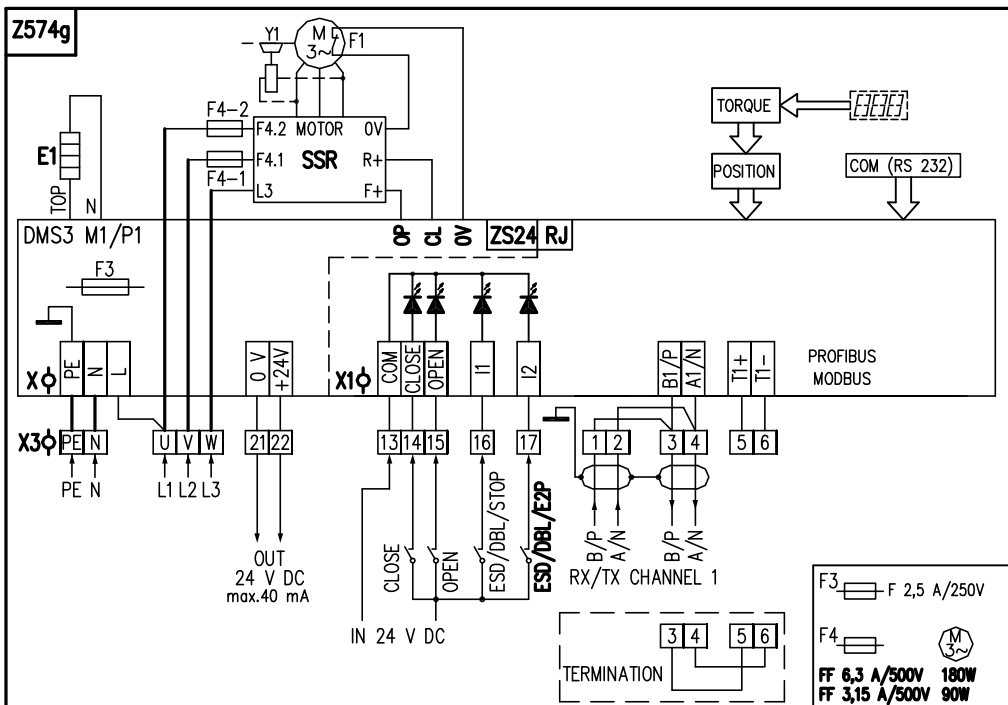 Z574g
Y1
M
3~
F1
F4-2
F4.2 MOTOR 0V
E1
F4.1 SSR R+
F4-1
L3 F+
TORQUE
POSITION
COM (RS 232)
TOP N
DMS3 M1/P1
OP CL 0V
ZS24 RJ
F3
X
PE N L
0 V +24V
X1
COM CLOSE OPEN I1 I2
B1/P A1/N
T1+ T1-
PROFIBUS
MODBUS
X3
PE N U V W 21 22 13 14 15 16 17 1 2 3 4 5 6
PE N L1 L2 L3
OUT
24 V DC
max.40 mA
CLOSE OPEN ESD/DBL/STOP ESD/DBL/E2P
B/P A/N B/P A/N
RX/TX CHANNEL 1
IN 24 V DC
3 4 5 6
TERMINATION
F3 F 2,5 A/250V
F4 M
3~
FF 6,3 A/500V 180W
FF 3,15 A/500V 90W